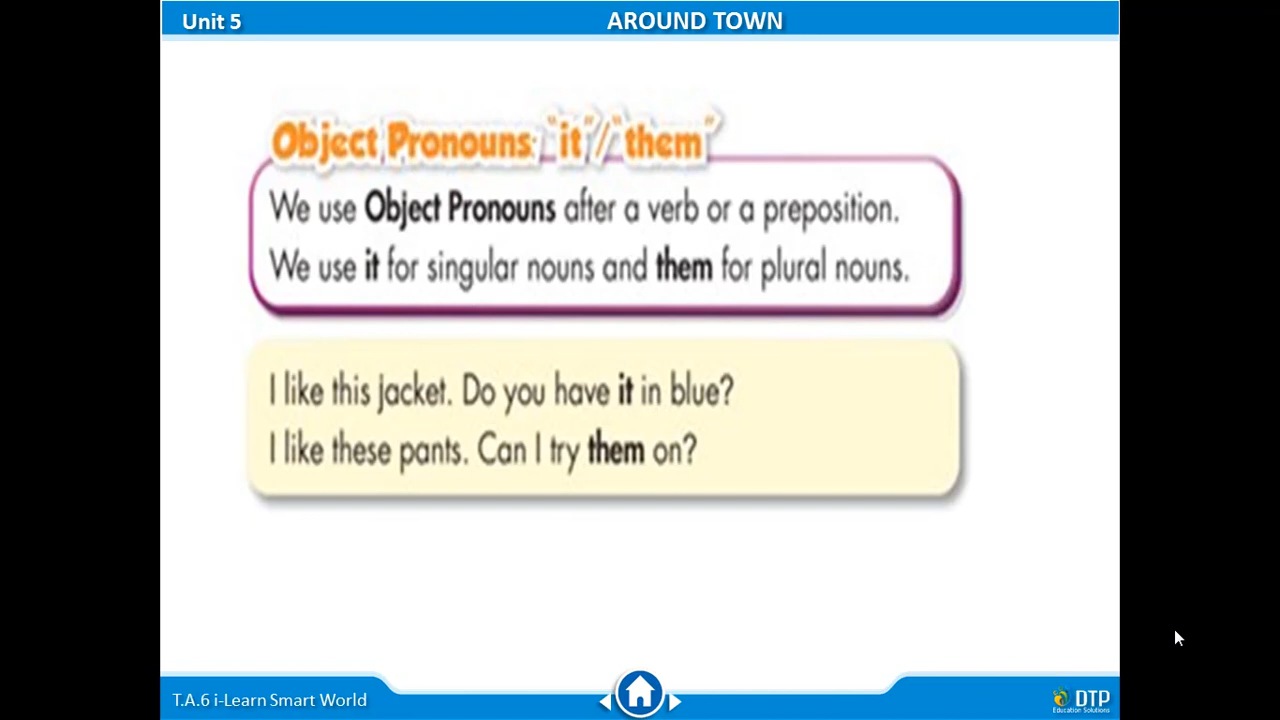 Unit 5
AROUND TOWN
Object Pronouns "it"/"them"
We use Object Pronouns after a verb or a preposition.
We use it for singular nouns and them for plural nouns.
I like this jacket. Do you have it in blue?
I like these pants. Can I try them on?
T.A.6 i-Learn Smart World
DTP
Education Solutions